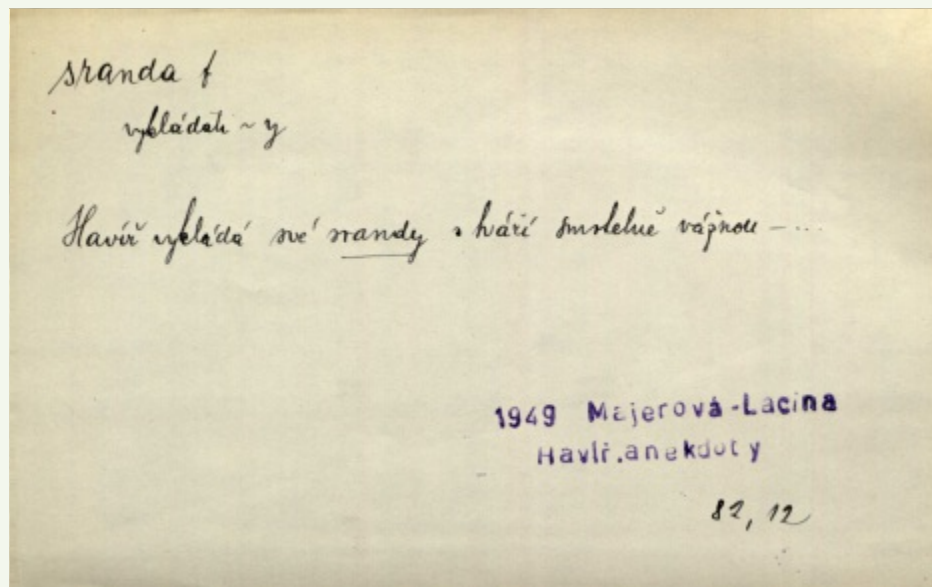 sranda f
vykládati ~ y
Havíř vykládá své srandy s tváří smrtelně vážnou – ...
1949 Majerová-Lacina
Havíř.anekdoty
82, 12